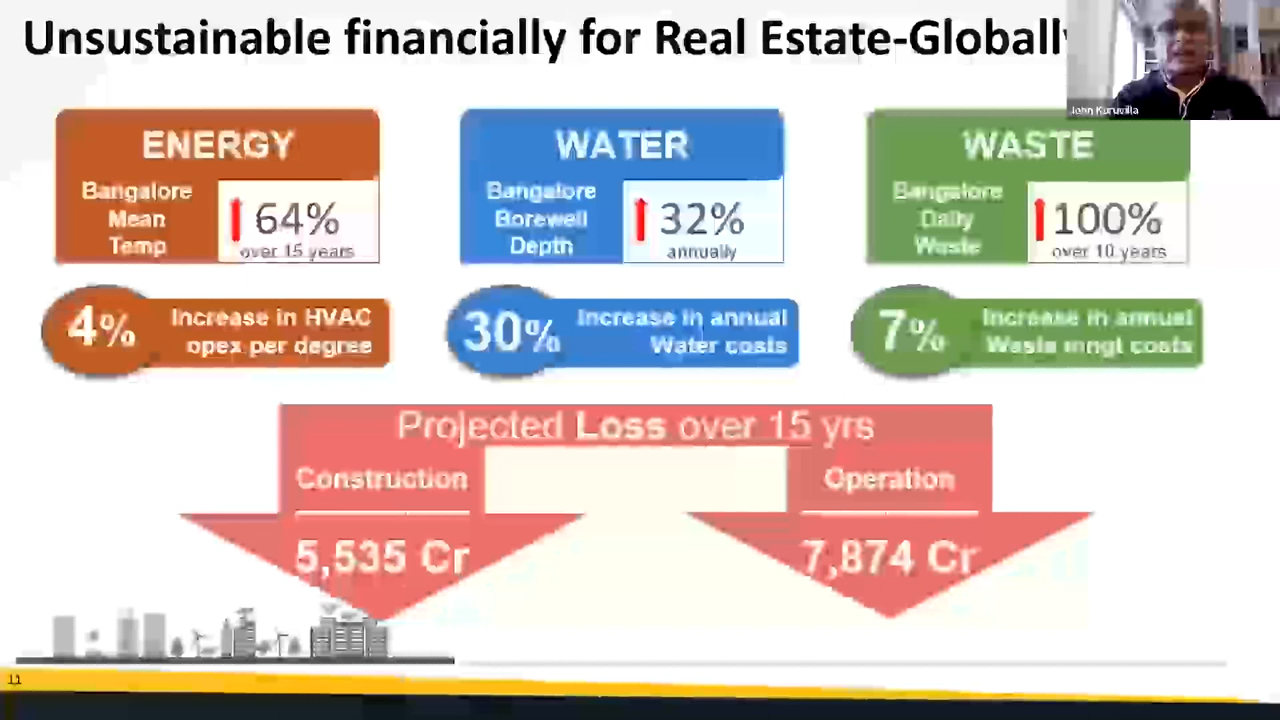 Unsustainable financially for Real Estate-Globally
John Kuruvilla
ENERGY
Bangalore
Mean
Temp
64%
over 15 years
4%
Increase in HVAC
opex per degree
WATER
Bangalore
Borewell
Depth
32%
annually
30%
Increase in annual
Water costs
WASTE
Bangalore
Daily
Waste
100%
over 10 years
7%
Increase in annual
Waste mngt costs
Projected Loss over 15 yrs
Construction
5,535 Cr
Operation
7,874 Cr
11